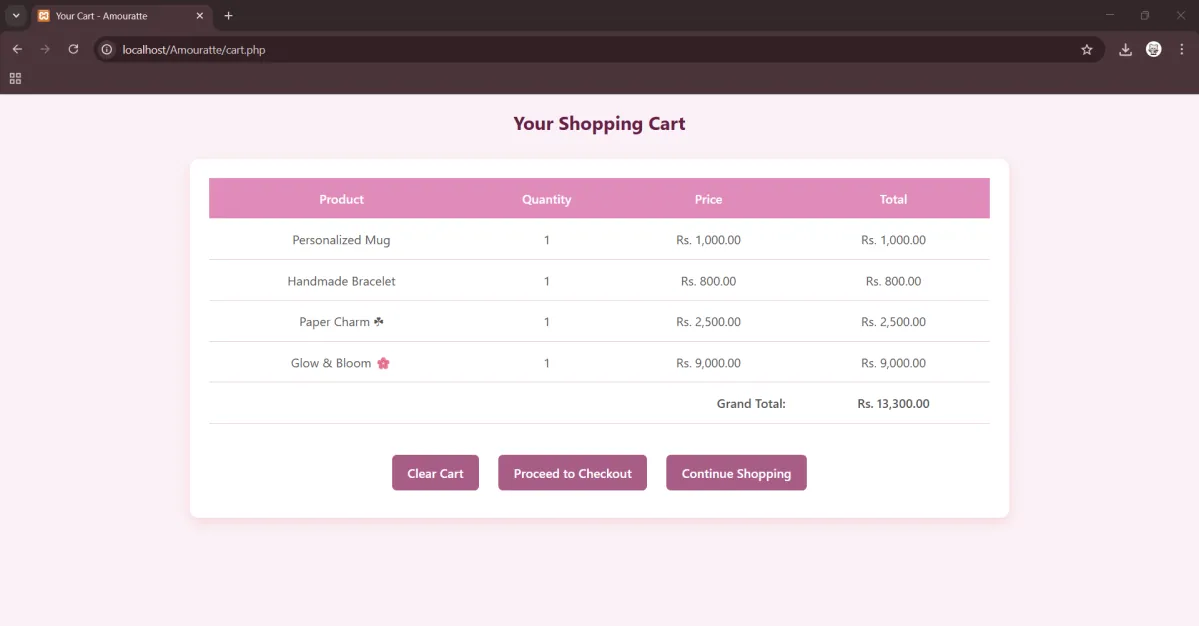 Your Cart - Amouratte
localhost/Amouratte/cart.php
Your Shopping Cart
Product Quantity Price Total
Personalized Mug 1 Rs. 1,000.00 Rs. 1,000.00
Handmade Bracelet 1 Rs. 800.00 Rs. 800.00
Paper Charm ☘ 1 Rs. 2,500.00 Rs. 2,500.00
Glow & Bloom 🌸 1 Rs. 9,000.00 Rs. 9,000.00
Grand Total: Rs. 13,300.00
Clear Cart Proceed to Checkout Continue Shopping